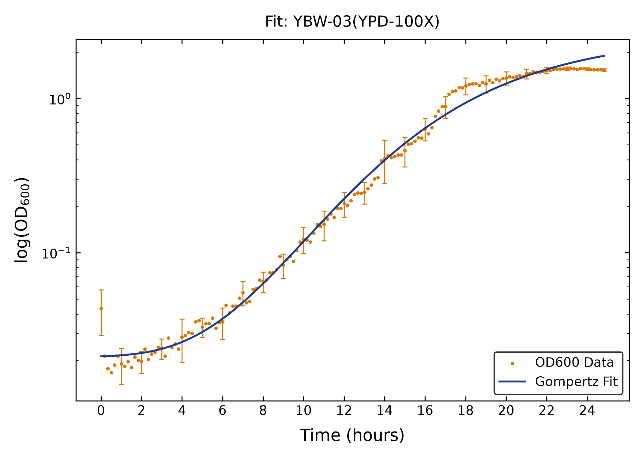 Fit: YBW-03(YPD-100X)
10⁰
10⁻¹
log(OD₆₀₀)
OD600 Data
Gompertz Fit
0 2 4 6 8 10 12 14 16 18 20 22 24
Time (hours)